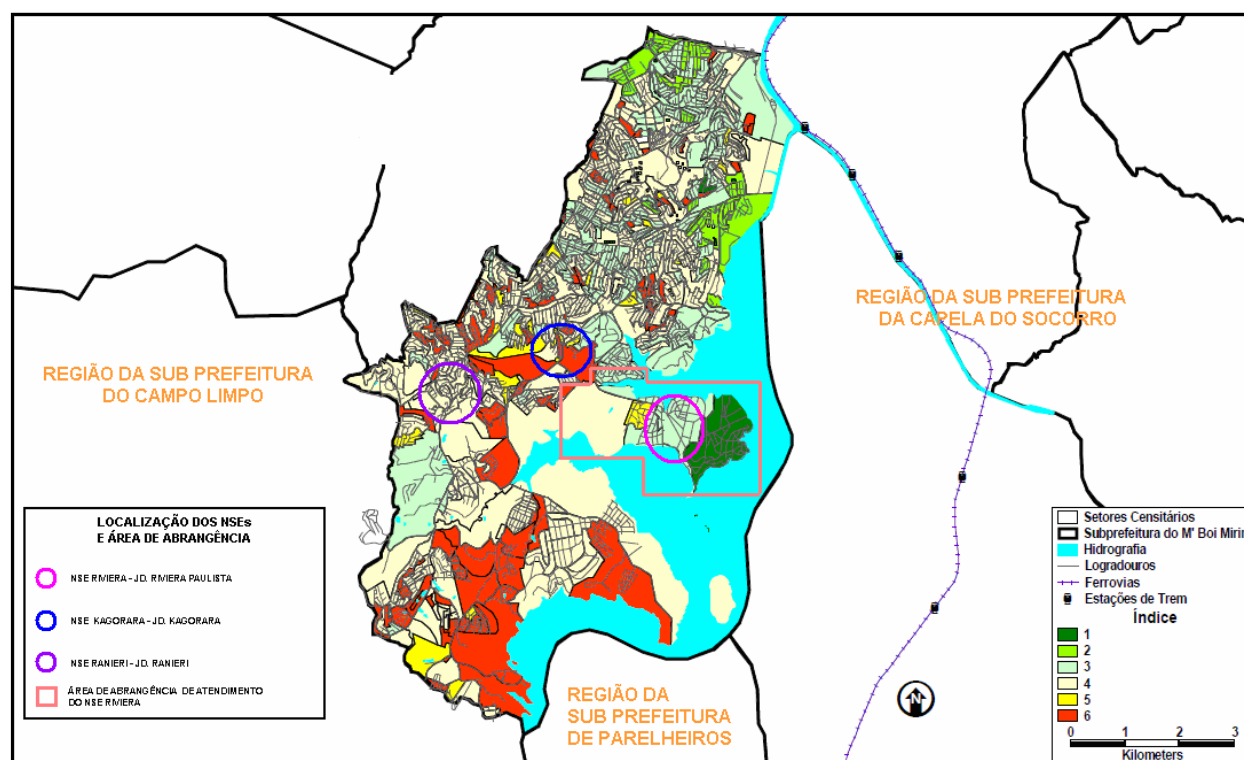 REGIÃO DA SUB PREFEITURA
DA CAPELA DO SOCORRO
REGIÃO DA SUB PREFEITURA
DO CAMPO LIMPO
REGIÃO DA
SUB PREFEITURA
DE PARELHEIROS
LOCALIZAÇÃO DOS NSEs
E ÁREA DE ABRANGÊNCIA
NSE RIVIERA - JD. RIVIERA PAULISTA
NSE KAGORARA - JD. KAGORARA
NSE RANIERI - JD. RANIERI
ÁREA DE ABRANGÊNCIA DE ATENDIMENTO
DO NSE RIVIERA
N
Setores Censitários
Subprefeitura do M' Boi Mirin
Hidrografia
Logradouros
Ferrovias
Estações de Trem
Índice
1
2
3
4
5
6
0 1 2 3
Kilometers